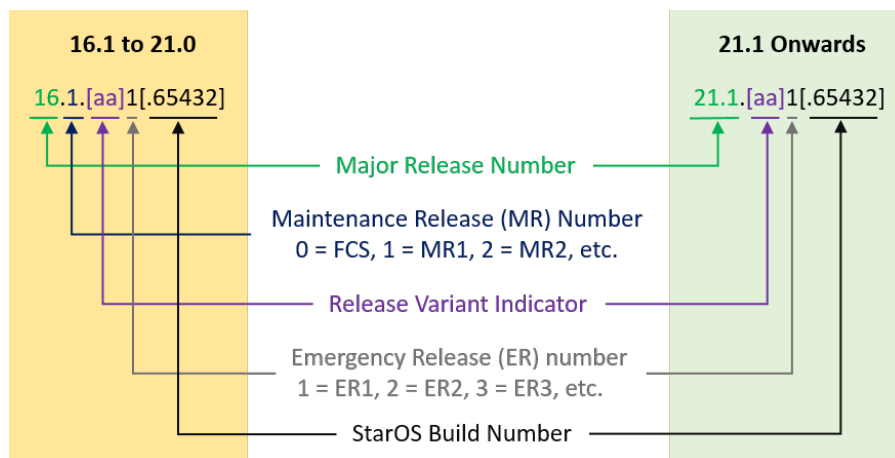 16.1 to 21.0
21.1 Onwards
16.1.[aa]1[.65432]
21.1.[aa]1[.65432]
Major Release Number
Maintenance Release (MR) Number
0 = FCS, 1 = MR1, 2 = MR2, etc.
Release Variant Indicator
Emergency Release (ER) number
1 = ER1, 2 = ER2, 3 = ER3, etc.
StarOS Build Number